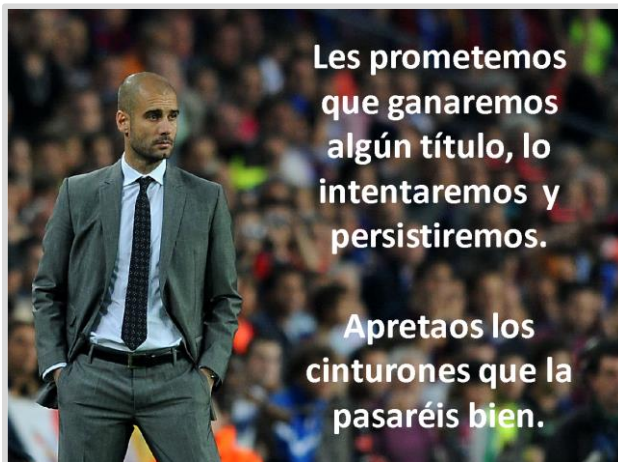 Les prometemos
que ganaremos
algún título, lo
intentaremos y
persistiremos.
Apretaos los
cinturones que la
pasaréis bien.